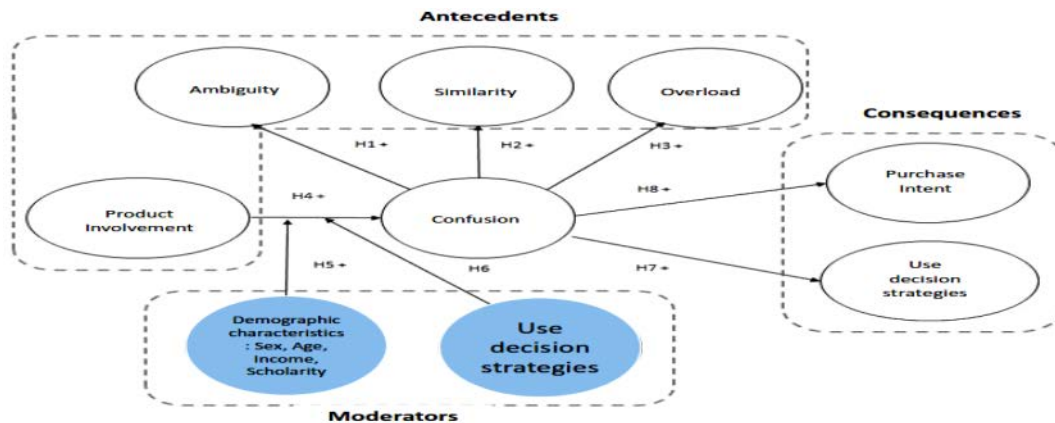 Antecedents
Ambiguity
Similarity
Overload
Consequences
H1 +
H2 +
H3 +
H8 +
Purchase
Intent
Product
Involvement
H4 +
Confusion
H5 +
H6
H7 +
Use
decision
strategies
Demographic
characteristics
: Sex, Age,
Income,
Scholarity
Use
decision
strategies
Moderators